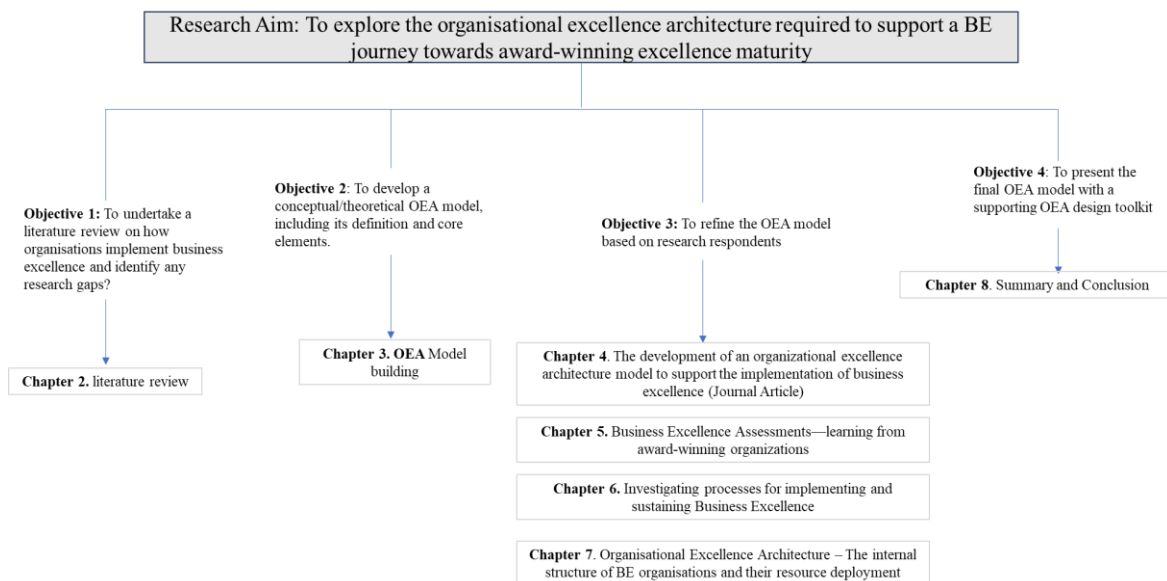 Research Aim: To explore the organisational excellence architecture required to support a BE
journey towards award-winning excellence maturity
Objective 1: To undertake a
literature review on how
organisations implement business
excellence and identify any
research gaps?
Chapter 2. literature review
Objective 2: To develop a
conceptual/theoretical OEA model,
including its definition and core
elements.
Chapter 3. OEA Model
building
Objective 3: To refine the OEA model
based on research respondents
Chapter 4. The development of an organizational excellence
architecture model to support the implementation of business
excellence (Journal Article)
Chapter 5. Business Excellence Assessments—learning from
award-winning organizations
Chapter 6. Investigating processes for implementing and
sustaining Business Excellence
Chapter 7. Organisational Excellence Architecture – The internal
structure of BE organisations and their resource deployment
Objective 4: To present the
final OEA model with a
supporting OEA design toolkit
Chapter 8. Summary and Conclusion